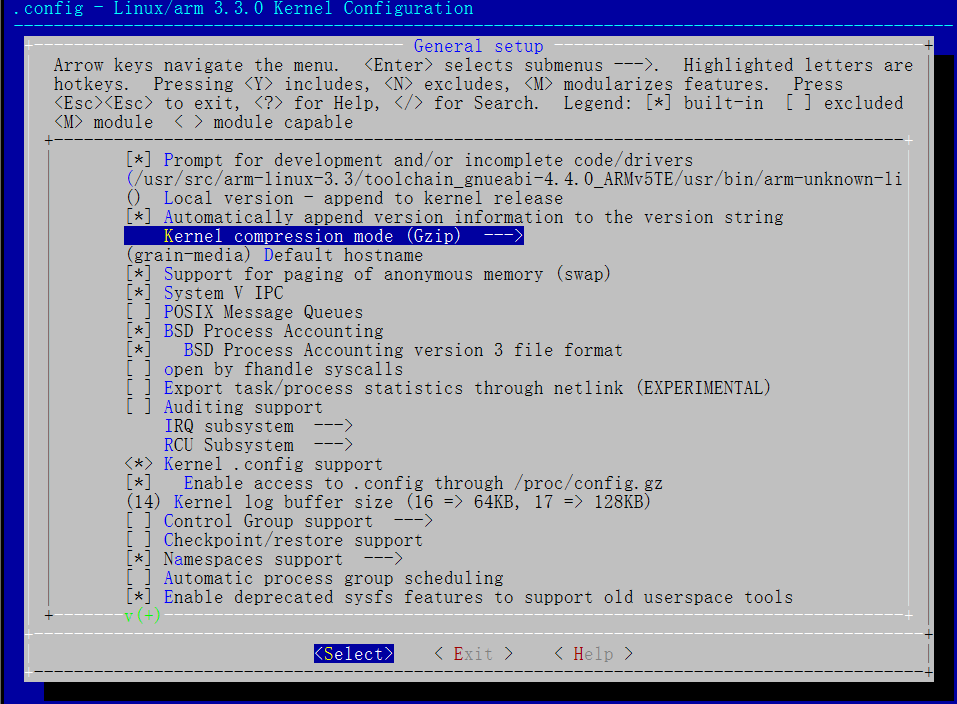 .config - Linux/arm 3.3.0 Kernel Configuration
General setup
Arrow keys navigate the menu.  <Enter> selects submenus --->.  Highlighted letters are
hotkeys.  Pressing <Y> includes, <N> excludes, <M> modularizes features.  Press
<Esc><Esc> to exit, <?> for Help, </> for Search.  Legend: [*] built-in  [ ] excluded
<M> module  < > module capable
[*] Prompt for development and/or incomplete code/drivers
(/usr/src/arm-linux-3.3/toolchain_gnueabi-4.4.0_ARMv5TE/usr/bin/arm-unknown-li
()  Local version - append to kernel release
[*] Automatically append version information to the version string
Kernel compression mode (Gzip)  --->
(grain-media) Default hostname
[*] Support for paging of anonymous memory (swap)
[*] System V IPC
[ ] POSIX Message Queues
[*] BSD Process Accounting
[*]   BSD Process Accounting version 3 file format
[ ] open by fhandle syscalls
[ ] Export task/process statistics through netlink (EXPERIMENTAL)
[ ] Auditing support
IRQ subsystem  --->
RCU Subsystem  --->
<*> Kernel .config support
[*]   Enable access to .config through /proc/config.gz
(14) Kernel log buffer size (16 => 64KB, 17 => 128KB)
[ ] Control Group support  --->
[ ] Checkpoint/restore support
[*] Namespaces support  --->
[ ] Automatic process group scheduling
[*] Enable deprecated sysfs features to support old userspace tools
v(+)
<Select>    < Exit >    < Help >